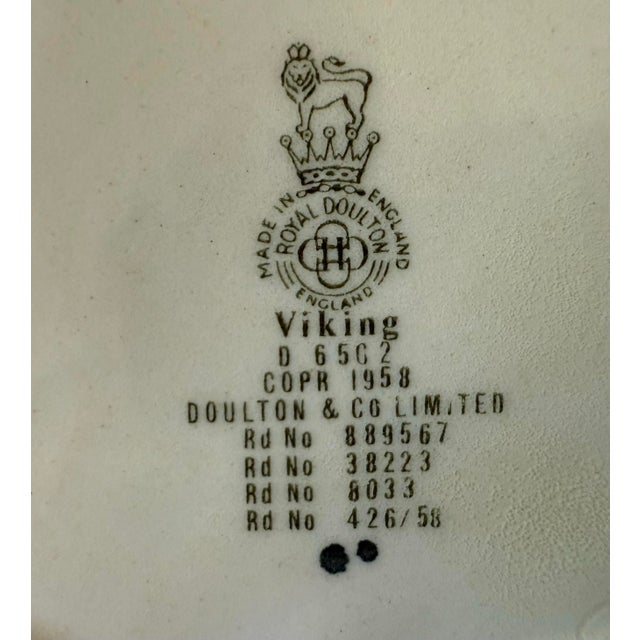 MADE IN ENGLAND
ROYAL DOULTON
ENGLAND
Viking
D 6502
COPR 1958
DOULTON & CO LIMITED
Rd No 889567
Rd No 38223
Rd No 8033
Rd No 426/58